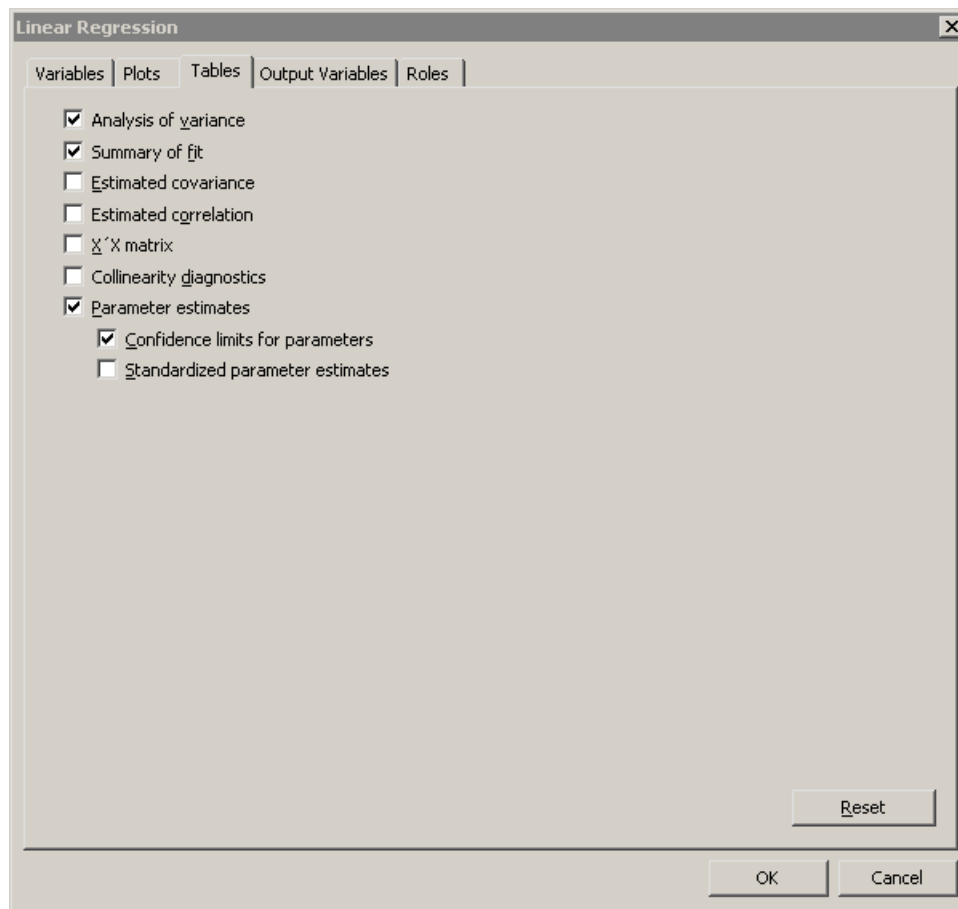 Linear Regression
Variables Plots Tables Output Variables Roles
Analysis of variance
Summary of fit
Estimated covariance
Estimated correlation
X´X matrix
Collinearity diagnostics
Parameter estimates
Confidence limits for parameters
Standardized parameter estimates
Reset
OK Cancel